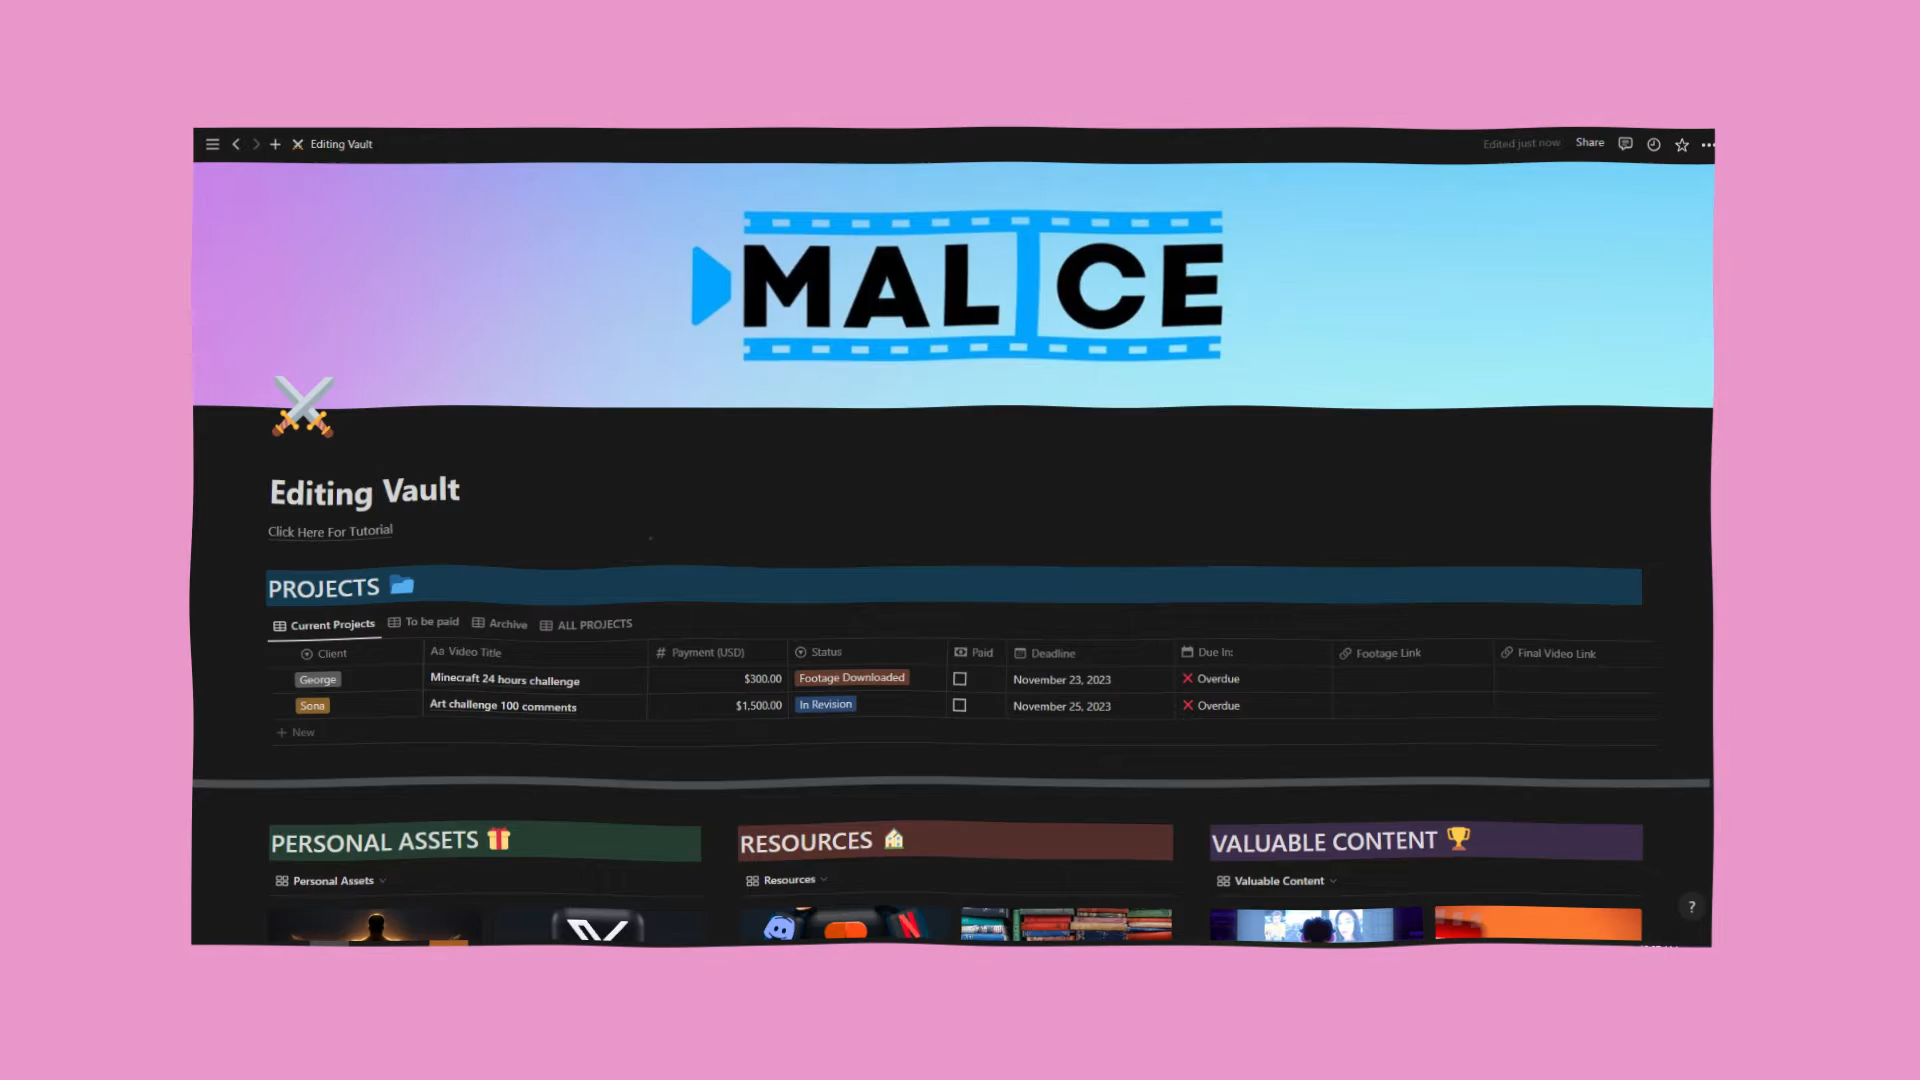 Editing Vault
Edited just now Share
MALICE
Editing Vault
Click Here For Tutorial
PROJECTS
Current Projects To be paid Archive ALL PROJECTS
Client Aa Video Title # Payment (USD) Status Paid Deadline Due In: Footage Link Final Video Link
George Minecraft 24 hours challenge $300.00 Footage Downloaded November 23, 2023 Overdue
Sona Art challenge 100 comments $1,500.00 In Revision November 25, 2023 Overdue
+ New
PERSONAL ASSETS RESOURCES VALUABLE CONTENT
Personal Assets Resources Valuable Content
?